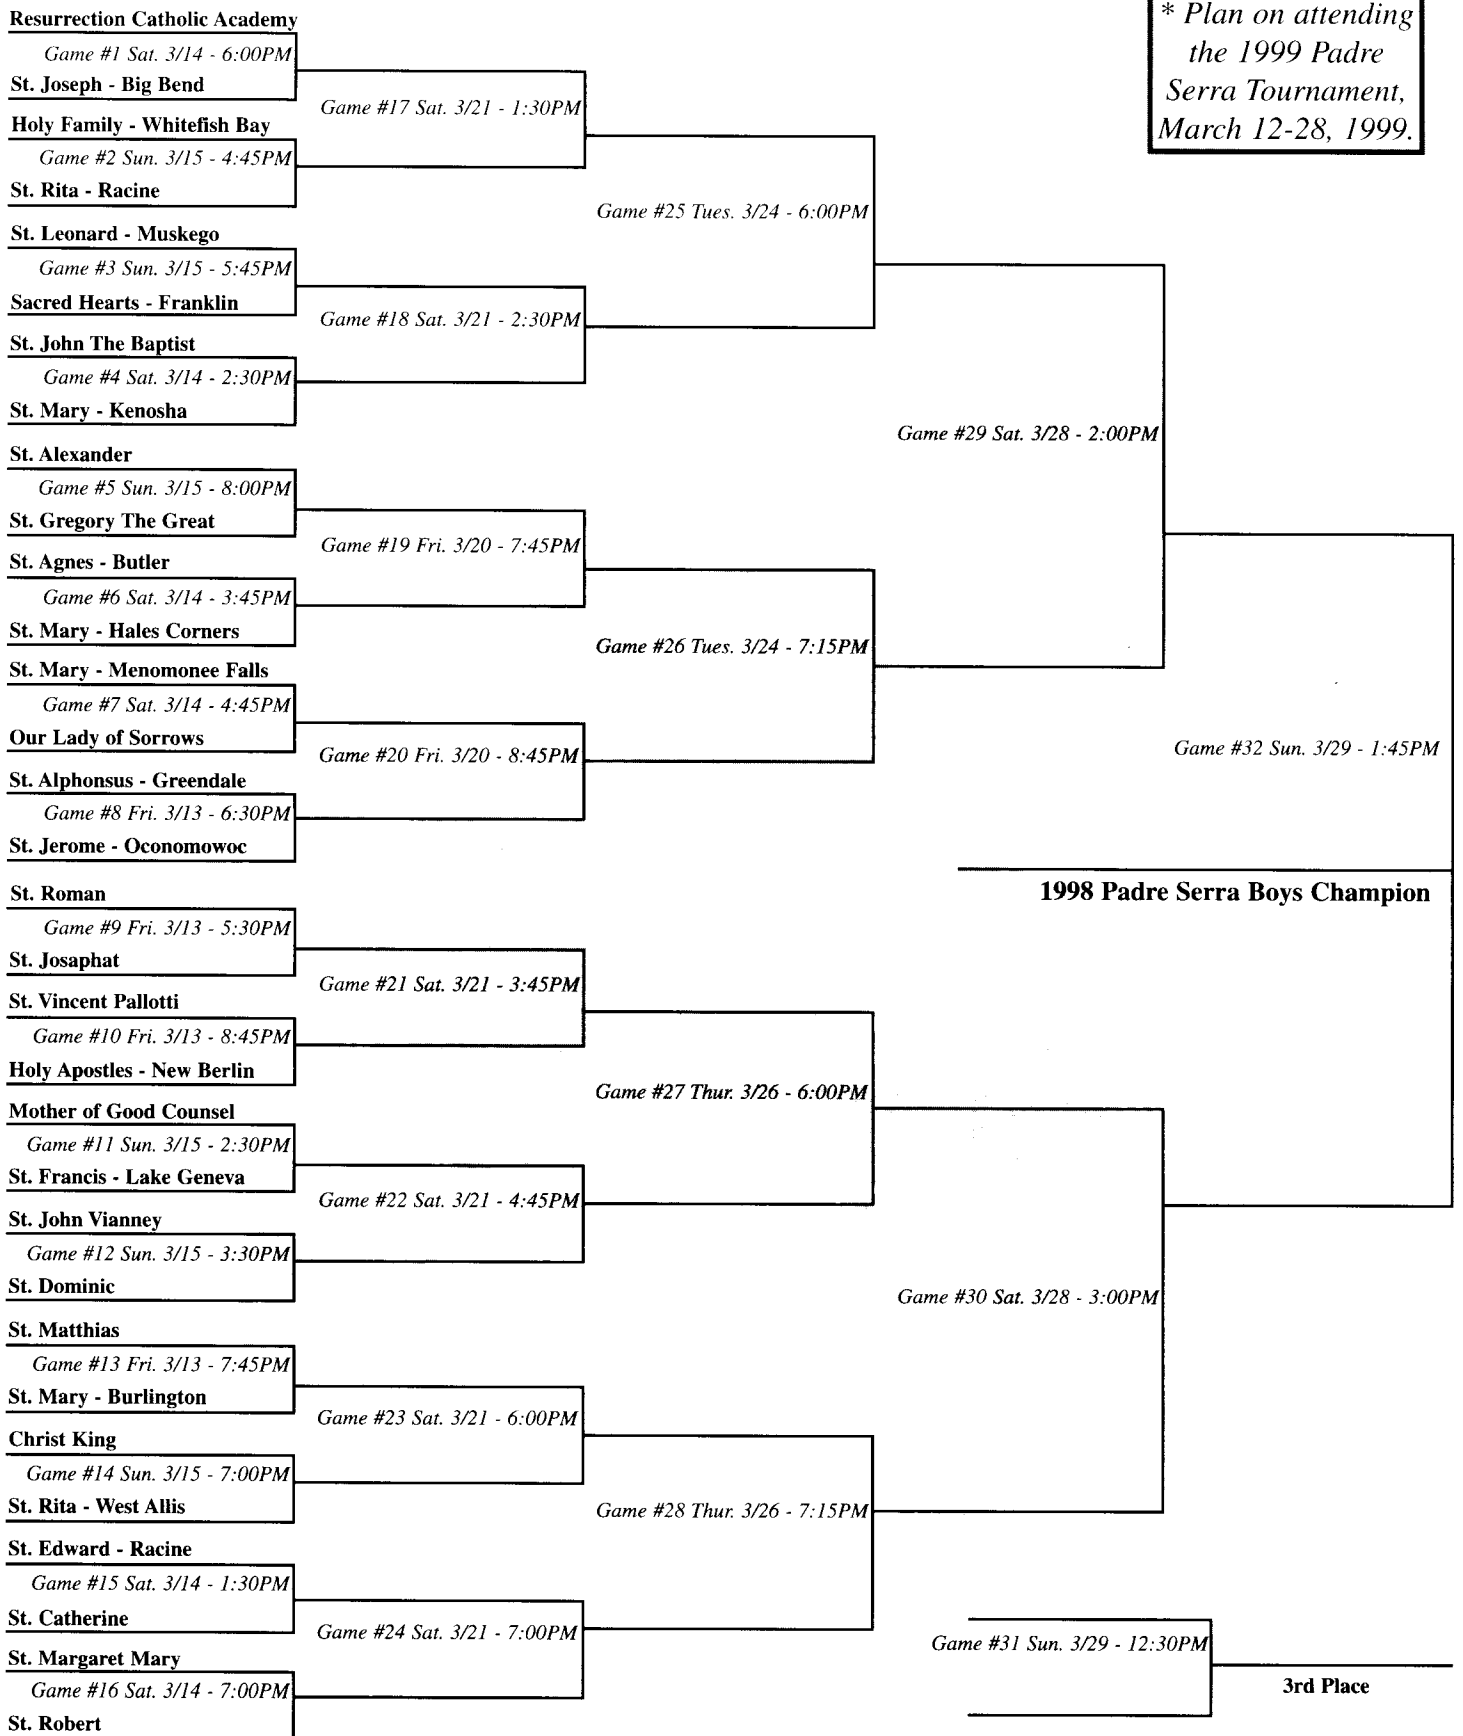 Resurrection Catholic Academy
Game #1 Sat. 3/14 - 6:00PM
St. Joseph - Big Bend
Holy Family - Whitefish Bay
Game #2 Sun. 3/15 - 4:45PM
St. Rita - Racine
St. Leonard - Muskego
Game #3 Sun. 3/15 - 5:45PM
Sacred Hearts - Franklin
St. John The Baptist
Game #4 Sat. 3/14 - 2:30PM
St. Mary - Kenosha
St. Alexander
Game #5 Sun. 3/15 - 8:00PM
St. Gregory The Great
St. Agnes - Butler
Game #6 Sat. 3/14 - 3:45PM
St. Mary - Hales Corners
St. Mary - Menomonee Falls
Game #7 Sat. 3/14 - 4:45PM
Our Lady of Sorrows
St. Alphonsus - Greendale
Game #8 Fri. 3/13 - 6:30PM
St. Jerome - Oconomowoc
St. Roman
Game #9 Fri. 3/13 - 5:30PM
St. Josaphat
St. Vincent Pallotti
Game #10 Fri. 3/13 - 8:45PM
Holy Apostles - New Berlin
Mother of Good Counsel
Game #11 Sun. 3/15 - 2:30PM
St. Francis - Lake Geneva
St. John Vianney
Game #12 Sun. 3/15 - 3:30PM
St. Dominic
St. Matthias
Game #13 Fri. 3/13 - 7:45PM
St. Mary - Burlington
Christ King
Game #14 Sun. 3/15 - 7:00PM
St. Rita - West Allis
St. Edward - Racine
Game #15 Sat. 3/14 - 1:30PM
St. Catherine
St. Margaret Mary
Game #16 Sat. 3/14 - 7:00PM
St. Robert
Game #17 Sat. 3/21 - 1:30PM
Game #18 Sat. 3/21 - 2:30PM
Game #19 Fri. 3/20 - 7:45PM
Game #20 Fri. 3/20 - 8:45PM
Game #21 Sat. 3/21 - 3:45PM
Game #22 Sat. 3/21 - 4:45PM
Game #23 Sat. 3/21 - 6:00PM
Game #24 Sat. 3/21 - 7:00PM
Game #25 Tues. 3/24 - 6:00PM
Game #26 Tues. 3/24 - 7:15PM
Game #27 Thur. 3/26 - 6:00PM
Game #28 Thur. 3/26 - 7:15PM
Game #29 Sat. 3/28 - 2:00PM
Game #30 Sat. 3/28 - 3:00PM
* Plan on attending
the 1999 Padre
Serra Tournament,
March 12-28, 1999.
Game #32 Sun. 3/29 - 1:45PM
1998 Padre Serra Boys Champion
Game #31 Sun. 3/29 - 12:30PM
3rd Place